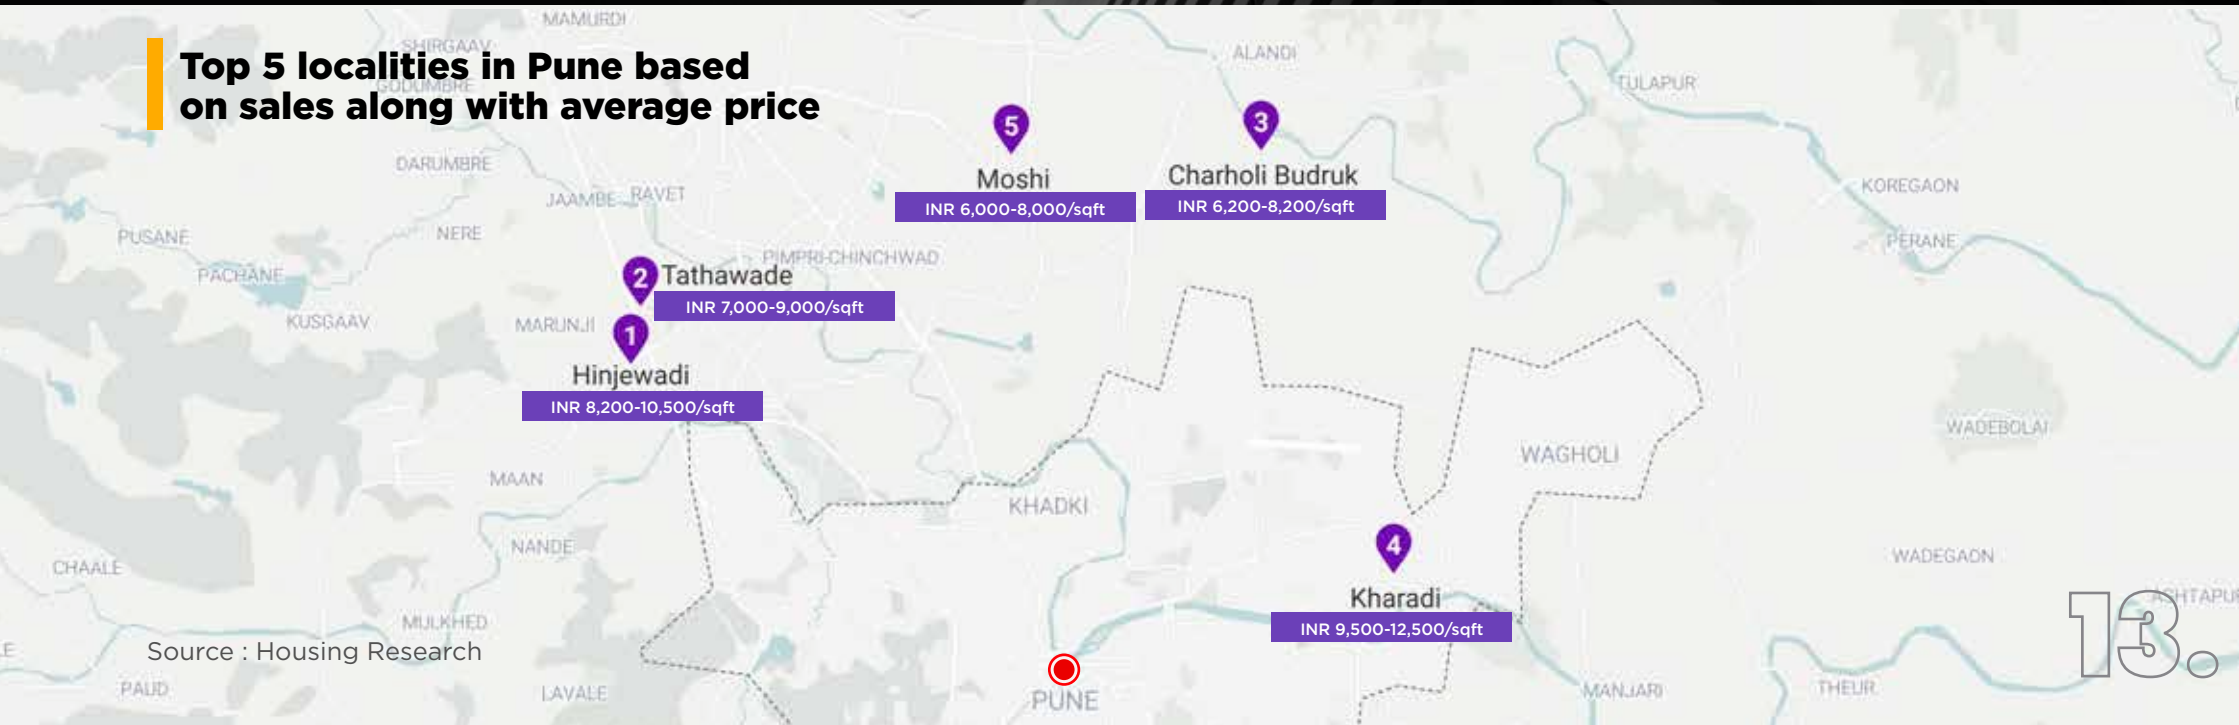 Top 5 localities in Pune based
on sales along with average price
MAMURDI
SHIRGAAV
GODUMBRE
ALANDI
TULAPUR
5
3
Moshi
Charholi Budruk
INR 6,000-8,000/sqft
INR 6,200-8,200/sqft
DARUMBRE
JAAMBE
RAVET
KOREGAON
PUSANE
NERE
PERANE
PACHANE
PIMPRI-CHINCHWAD
2
Tathawade
INR 7,000-9,000/sqft
KUSGAAV
MARUNJI
1
Hinjewadi
INR 8,200-10,500/sqft
WADEBOLAI
WAGHOLI
MAAN
KHADKI
NANDE
4
WADEGAON
CHAALE
Kharadi
INR 9,500-12,500/sqft
ASHTAPU
MULKHED
Source : Housing Research
13.
PAUD
LAVALE
PUNE
MANJARI
THEUR